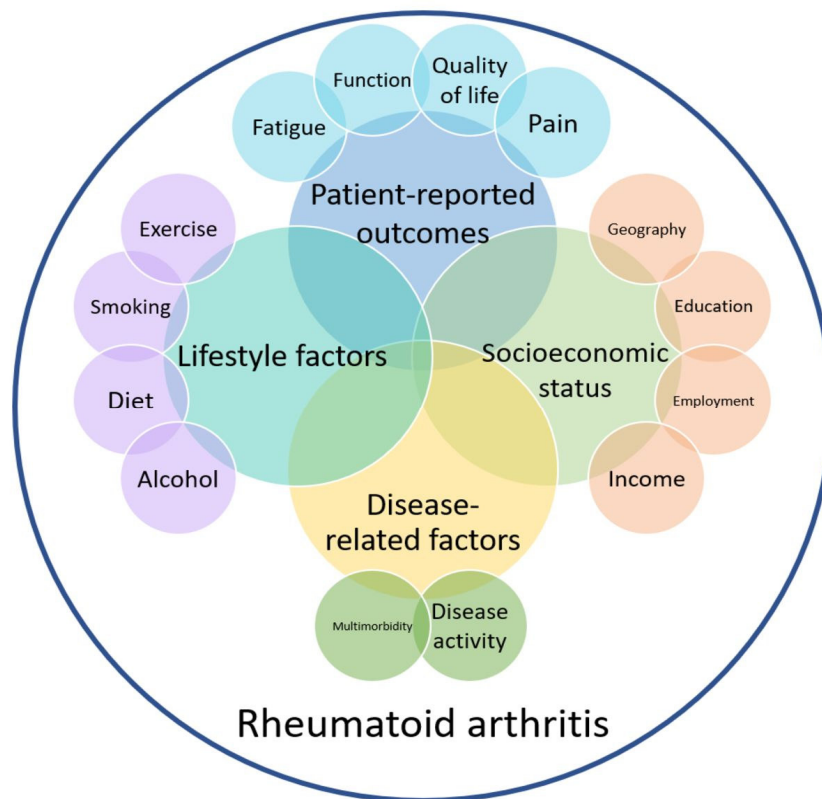 Function
Quality
of life
Fatigue
Pain
Patient-reported
outcomes
Exercise
Geography
Smoking
Education
Lifestyle factors
Socioeconomic
status
Diet
Employment
Alcohol
Income
Disease-
related factors
Multimorbidity
Disease
activity
Rheumatoid arthritis